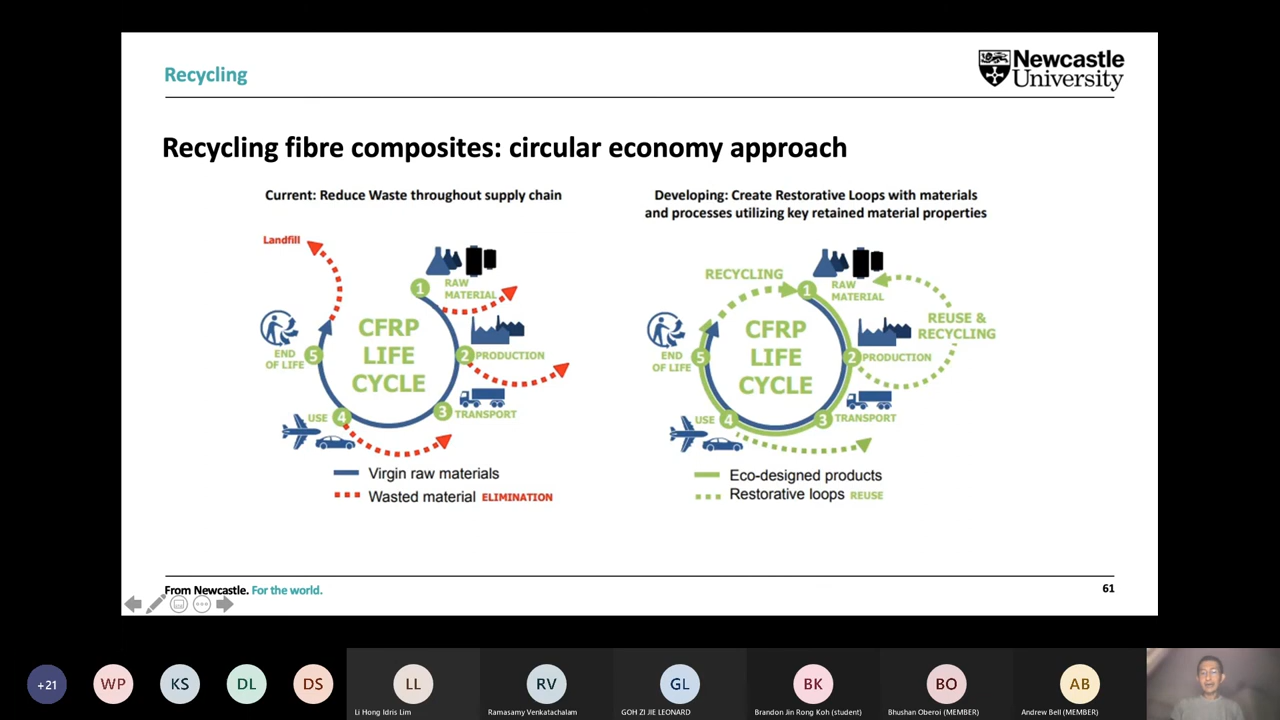 Recycling
Newcastle
University
Recycling fibre composites: circular economy approach
Current: Reduce Waste throughout supply chain
Landfill
1
RAW
MATERIAL
CFRP
LIFE
CYCLE
2 PRODUCTION
3 TRANSPORT
USE 4
END
OF LIFE 5
Virgin raw materials
Wasted material ELIMINATION
Developing: Create Restorative Loops with materials
and processes utilizing key retained material properties
RECYCLING
1
RAW
MATERIAL
REUSE &
RECYCLING
CFRP
LIFE
CYCLE
2 PRODUCTION
3 TRANSPORT
USE 4
END
OF LIFE 5
Eco-designed products
Restorative loops REUSE
From Newcastle. For the world.
61
+21
WP
KS
DL
DS
LL
Li Hong Idris Lim
RV
Ramasamy Venkatachalam
GL
GOH ZI JIE LEONARD
BK
Brandon Jin Rong Koh (student)
BO
Bhushan Oberoi (MEMBER)
AB
Andrew Bell (MEMBER)